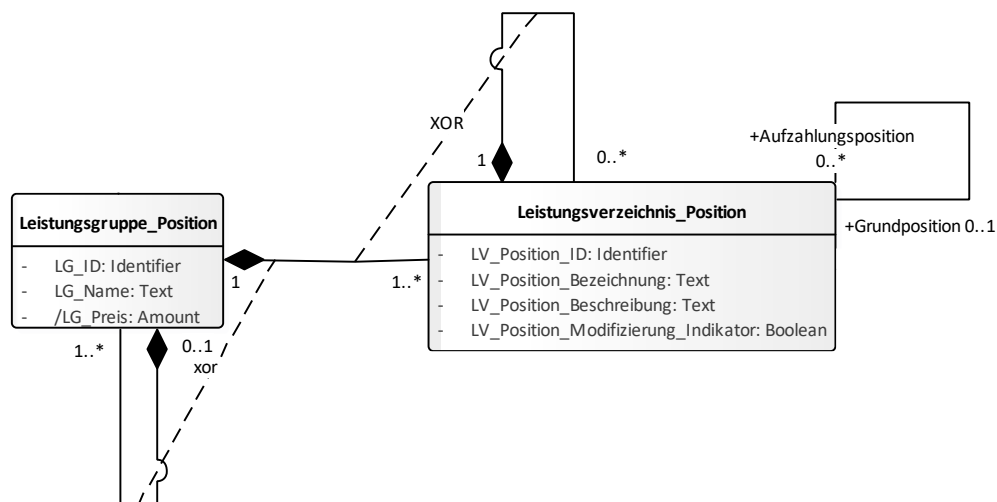 XOR
+Aufzahlungsposition
0..*
1
0..*
Leistungsverzeichnis_Position
+Grundposition 0..1
- LV_Position_ID: Identifier
- LV_Position_Bezeichnung: Text
- LV_Position_Beschreibung: Text
- LV_Position_Modifizierung_Indikator: Boolean
Leistungsgruppe_Position
- LG_ID: Identifier
- LG_Name: Text
- /LG_Preis: Amount
1
1..*
1..*
0..1
xor